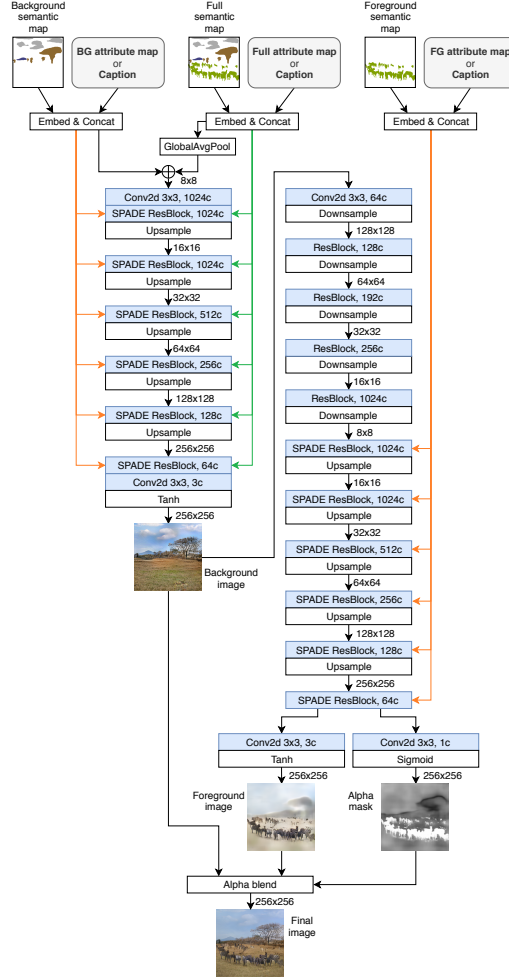 Background
semantic
map
Full
semantic
map
Foreground
semantic
map
BG attribute map
or
Caption
Full attribute map
or
Caption
FG attribute map
or
Caption
Embed & Concat
Embed & Concat
Embed & Concat
GlobalAvgPool
8x8
Conv2d 3x3, 1024c
SPADE ResBlock, 1024c
Upsample
16x16
SPADE ResBlock, 1024c
Upsample
32x32
SPADE ResBlock, 512c
Upsample
64x64
SPADE ResBlock, 256c
Upsample
128x128
SPADE ResBlock, 128c
Upsample
256x256
SPADE ResBlock, 64c
Conv2d 3x3, 3c
Tanh
256x256
Background
image
Conv2d 3x3, 64c
Downsample
128x128
ResBlock, 128c
Downsample
64x64
ResBlock, 192c
Downsample
32x32
ResBlock, 256c
Downsample
16x16
ResBlock, 1024c
Downsample
8x8
SPADE ResBlock, 1024c
Upsample
16x16
SPADE ResBlock, 1024c
Upsample
32x32
SPADE ResBlock, 512c
Upsample
64x64
SPADE ResBlock, 256c
Upsample
128x128
SPADE ResBlock, 128c
Upsample
256x256
SPADE ResBlock, 64c
Conv2d 3x3, 3c
Tanh
256x256
Foreground
image
Conv2d 3x3, 1c
Sigmoid
256x256
Alpha
mask
Alpha blend
256x256
Final
image